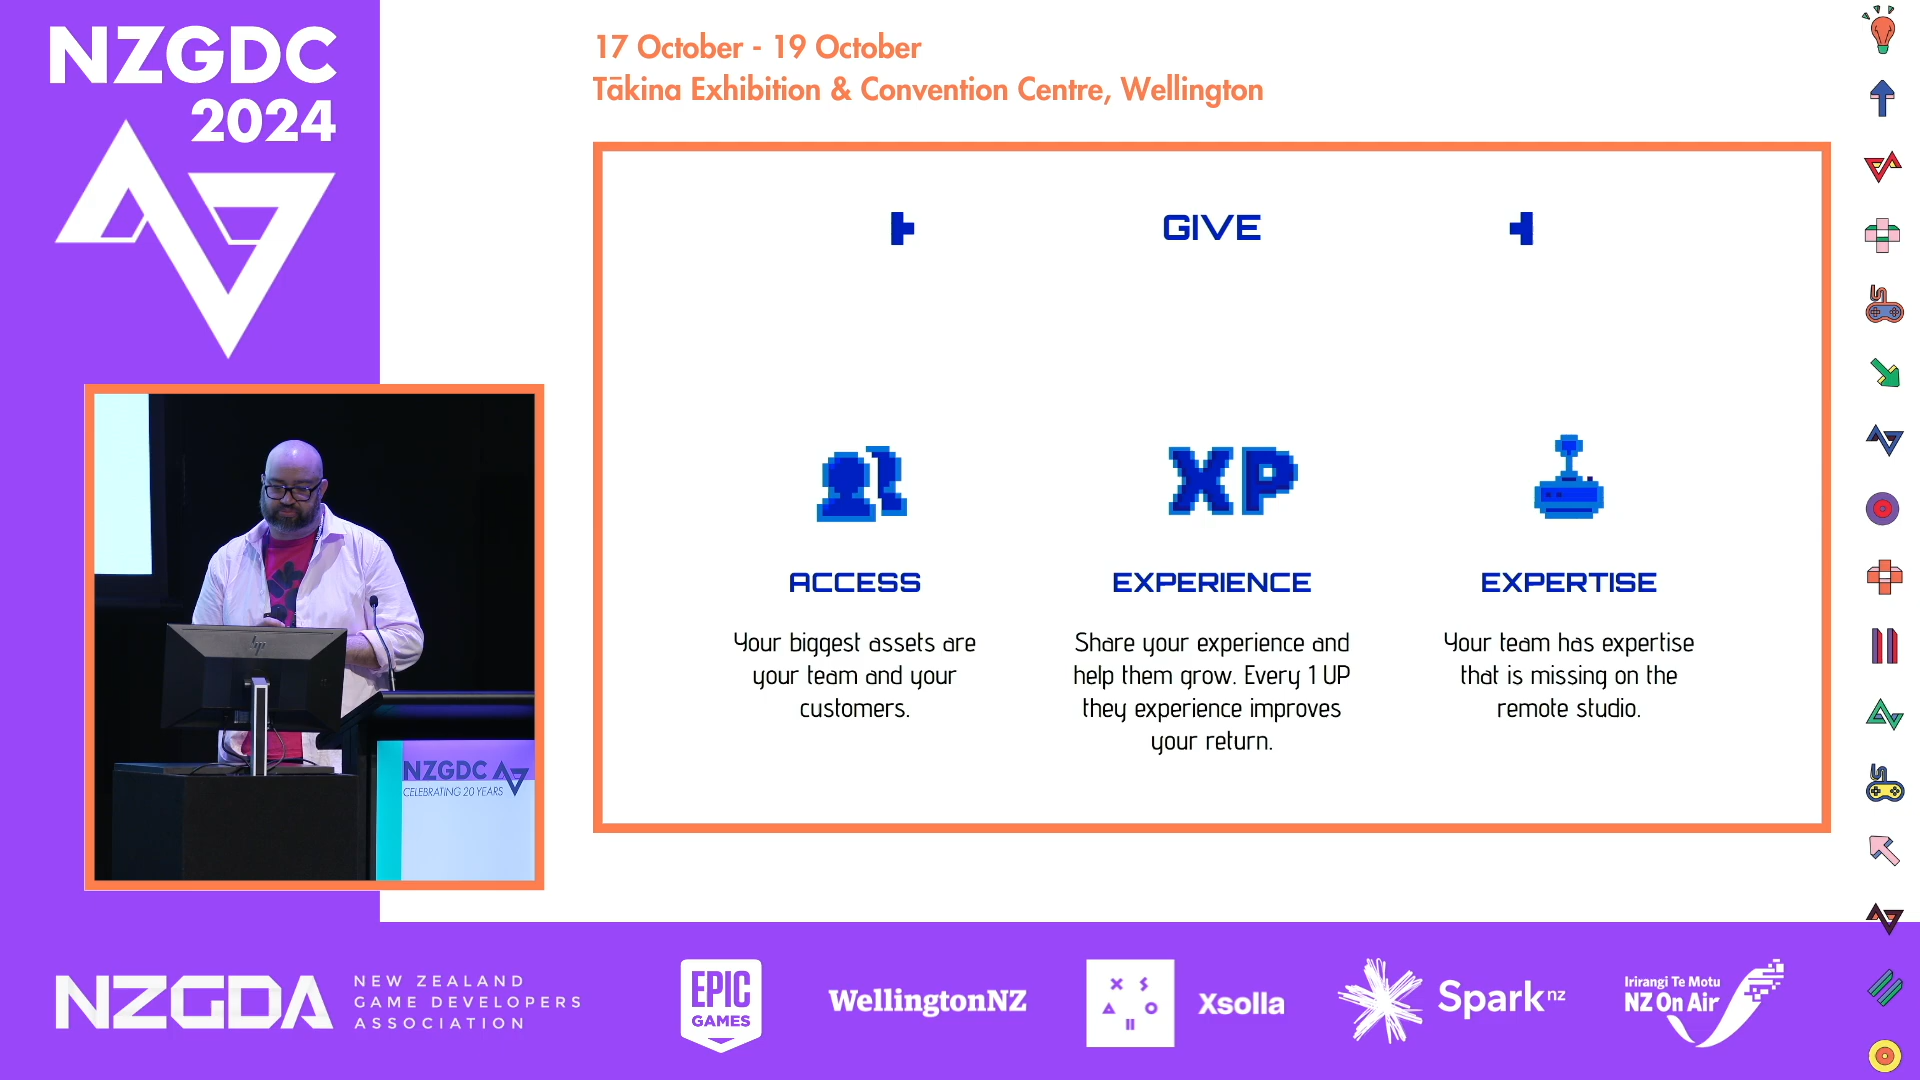 NZGDC
2024
17 October - 19 October
Tākina Exhibition & Convention Centre, Wellington
GIVE
XP
ACCESS
Your biggest assets are
your team and your
customers.
EXPERIENCE
Share your experience and
help them grow. Every 1 UP
they experience improves
your return.
EXPERTISE
Your team has expertise
that is missing on the
remote studio.
hp
NZGDC
CELEBRATING 20 YEARS
NZGDA
NEW ZEALAND
GAME DEVELOPERS
ASSOCIATION
EPIC
GAMES
WellingtonNZ
Xsolla
Spark nz
Irirangi Te Motu
NZ On Air